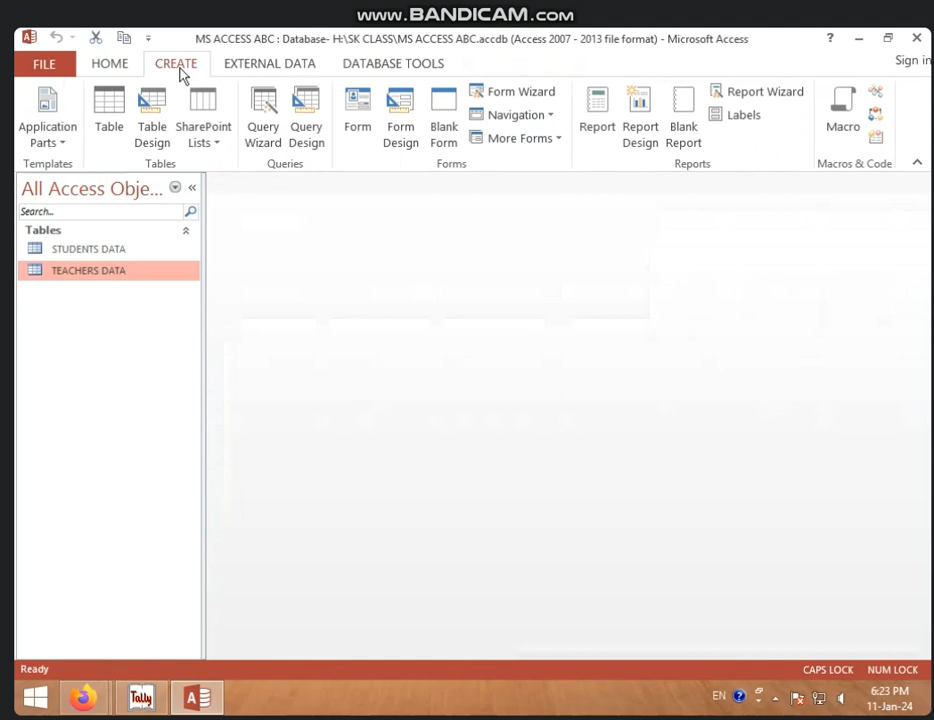 www.BANDICAM.com
MS ACCESS ABC : Database- H:\SK CLASS\MS ACCESS ABC.accdb (Access 2007 - 2013 file format) - Microsoft Access
?
FILE HOME CREATE EXTERNAL DATA DATABASE TOOLS Sign in
Application Parts
Table
Table Design
SharePoint Lists
Query Wizard
Query Design
Form
Form Design
Blank Form
Form Wizard
Navigation
More Forms
Report
Report Design
Blank Report
Report Wizard
Labels
Macro
Templates Tables Queries Forms Reports Macros & Code
All Access Obje...
Search...
Tables
STUDENTS DATA
TEACHERS DATA
Ready CAPS LOCK NUM LOCK
Tally
EN
6:23 PM
11-Jan-24